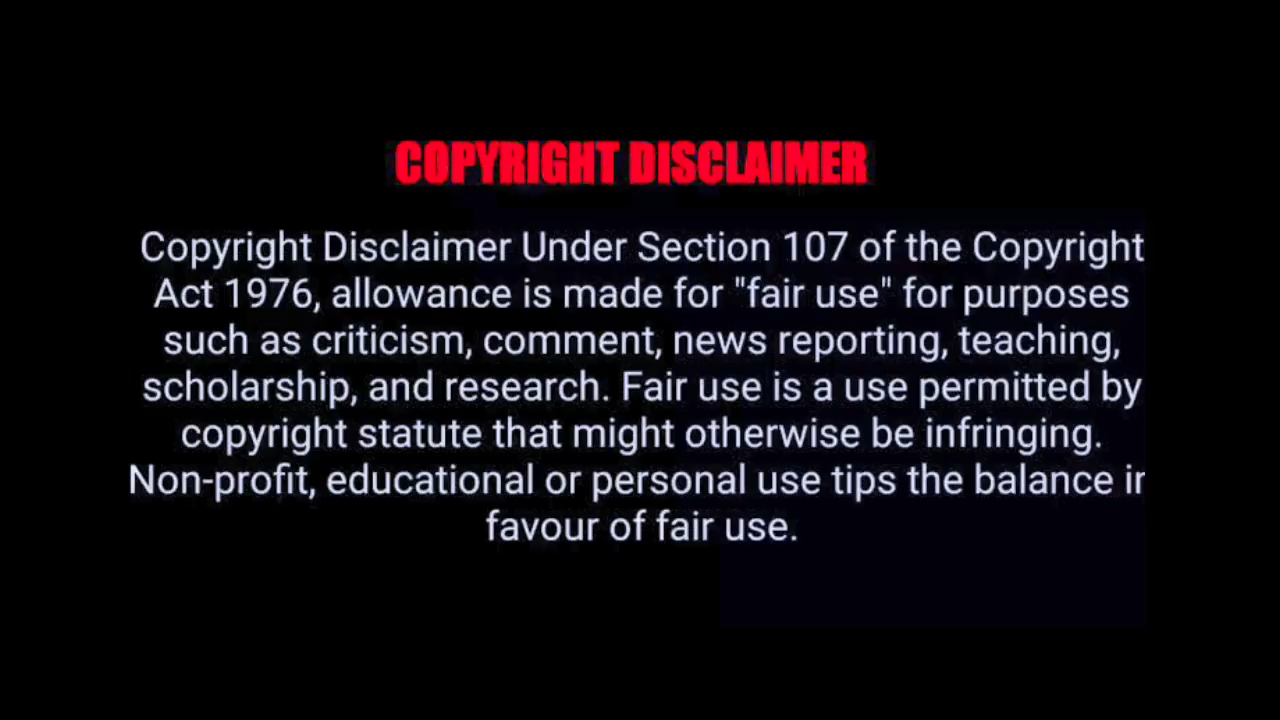 COPYRIGHT DISCLAIMER
Copyright Disclaimer Under Section 107 of the Copyright
Act 1976, allowance is made for "fair use" for purposes
such as criticism, comment, news reporting, teaching,
scholarship, and research. Fair use is a use permitted by
copyright statute that might otherwise be infringing.
Non-profit, educational or personal use tips the balance
favour of fair use.